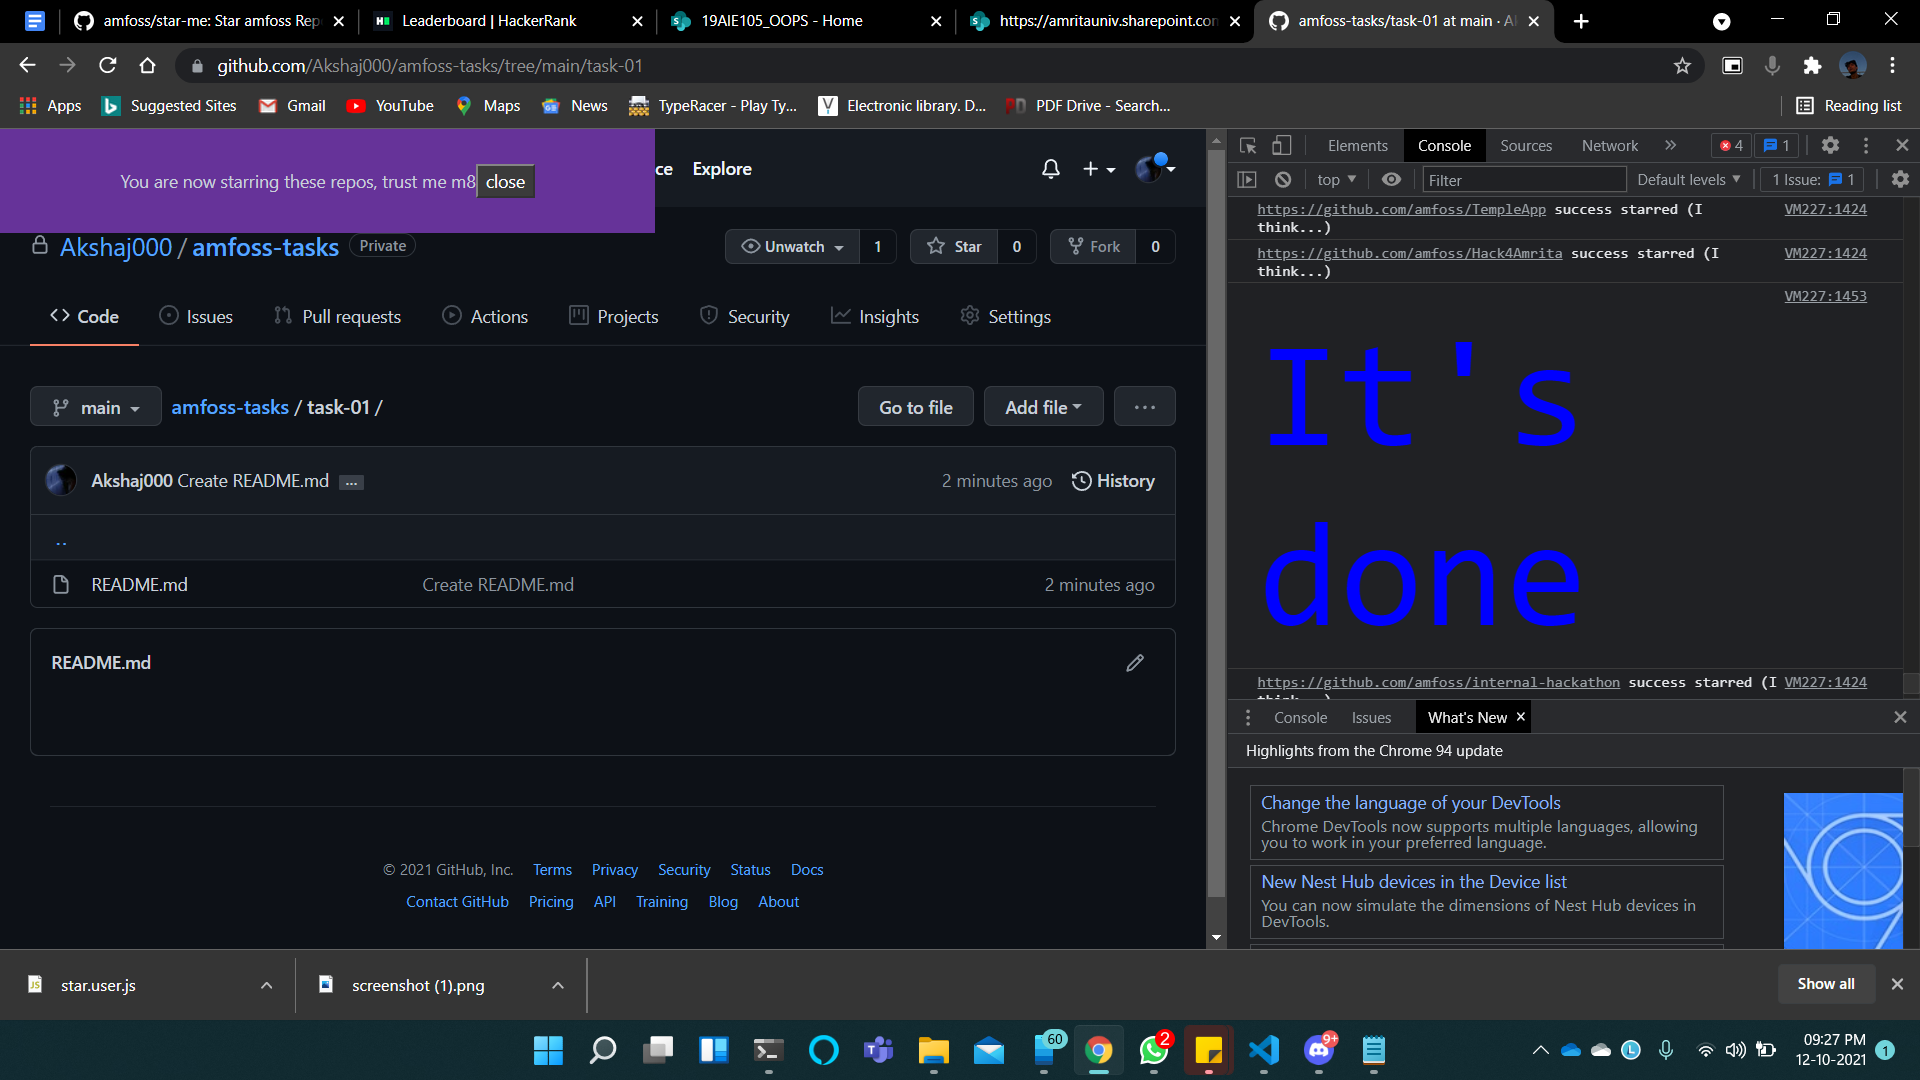 amfoss/star-me: Star amfoss Rep
Leaderboard | HackerRank
19AIE105_OOPS - Home
https://amritauniv.sharepoint.con
amfoss-tasks/task-01 at main · A
github.com/Akshaj000/amfoss-tasks/tree/main/task-01
Apps Suggested Sites Gmail YouTube Maps News TypeRacer - Play Ty... Electronic library. D... PDF Drive - Search... Reading list
You are now starring these repos, trust me m8 close
ce Explore
Akshaj000 / amfoss-tasks Private
Unwatch 1 Star 0 Fork 0
Code Issues Pull requests Actions Projects Security Insights Settings
main amfoss-tasks / task-01 /
Go to file Add file ...
Akshaj000 Create README.md ... 2 minutes ago History
..
README.md Create README.md 2 minutes ago
README.md
© 2021 GitHub, Inc. Terms Privacy Security Status Docs
Contact GitHub Pricing API Training Blog About
Elements Console Sources Network » 4 1
top Filter Default levels 1 Issue: 1
https://github.com/amfoss/TempleApp success starred (I VM227:1424
think...)
https://github.com/amfoss/Hack4Amrita success starred (I VM227:1424
think...)
VM227:1453
It's
done
https://github.com/amfoss/internal-hackathon success starred (I VM227:1424
think...)
Console Issues What's New
Highlights from the Chrome 94 update
Change the language of your DevTools
Chrome DevTools now supports multiple languages, allowing
you to work in your preferred language.
New Nest Hub devices in the Device list
You can now simulate the dimensions of Nest Hub devices in
DevTools.
star.user.js
screenshot (1).png
Show all
60 2 9+
09:27 PM
12-10-2021 1